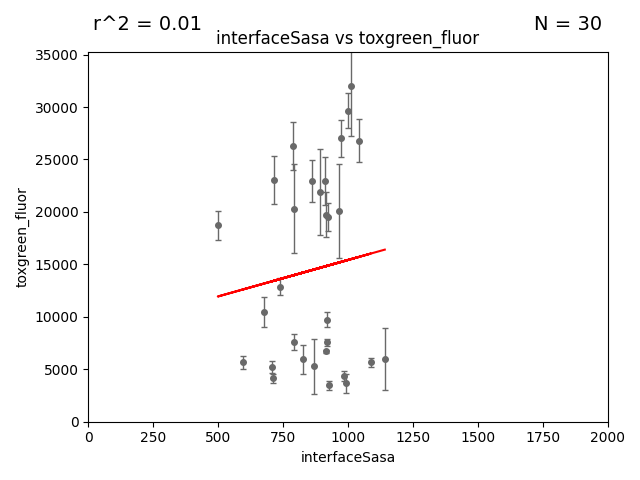 r^2 = 0.01
N = 30
interfaceSasa vs toxgreen_fluor
35000
30000
25000
20000
15000
10000
5000
0
toxgreen_fluor
0 250 500 750 1000 1250 1500 1750 2000
interfaceSasa